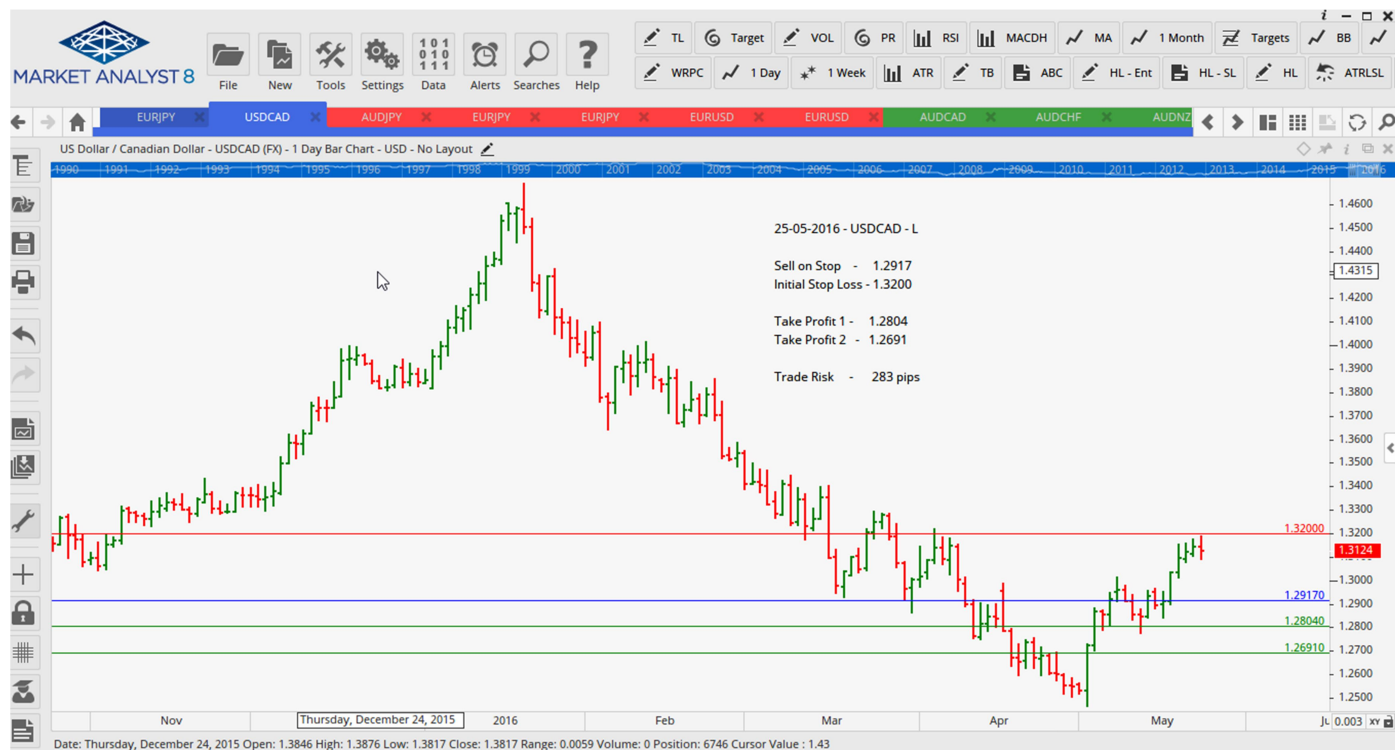 i
MARKET ANALYST 8
File New Tools Settings Data Alerts Searches Help
101
010
111
TL Target VOL PR RSI MACDH MA 1 Month Targets BB
WRPC 1 Day 1 Week ATR TB ABC HL - Ent HL - SL HL ATRLSL
EURJPY USDCAD AUDJPY EURJPY EURJPY EURUSD EURUSD AUDCAD AUDCHF AUDNZ
US Dollar / Canadian Dollar - USDCAD (FX) - 1 Day Bar Chart - USD - No Layout
1990 1991 1992 1993 1994 1995 1996 1997 1998 1999 2000 2001 2002 2003 2004 2005 2006 2007 2008 2009 2010 2011 2012 2013 2014 2015 2016
25-05-2016 - USDCAD - L
Sell on Stop - 1.2917
Initial Stop Loss - 1.3200
Take Profit 1 - 1.2804
Take Profit 2 - 1.2691
Trade Risk - 283 pips
1.4600
1.4500
1.4400
1.4315
1.4200
1.4100
1.4000
1.3900
1.3800
1.3700
1.3600
1.3500
1.3400
1.3300
1.32000
1.3200
1.3124
1.3000
1.29170
1.2900
1.28040
1.2800
1.26910
1.2700
1.2600
1.2500
Nov Thursday, December 24, 2015 2016 Feb Mar Apr May 0.003 XY
Date: Thursday, December 24, 2015 Open: 1.3846 High: 1.3876 Low: 1.3817 Close: 1.3817 Range: 0.0059 Volume: 0 Position: 6746 Cursor Value : 1.43